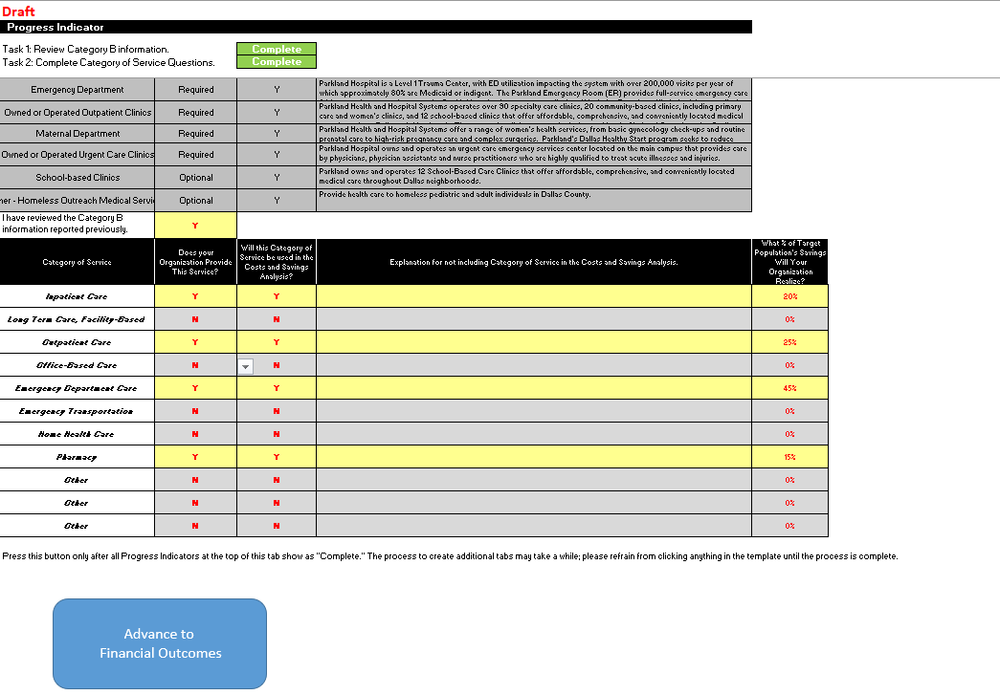 Draft
Progress Indicator
Task 1: Review Category B information.
Complete
Task 2: Complete Category of Service Questions.
Complete
Emergency Department
Required
Y
Parkland Hospital is a Level 1 Trauma Center, with ED utilization impacting the system with over 200,000 visits per year of
which approximately 80% are Medicaid or indigent. The Parkland Emergency Room (ER) provides full-service emergency care
Owned or Operated Outpatient Clinics
Required
Y
Parkland Health and Hospital Systems operates over 90 specialty care clinics, 20 community-based clinics, including primary
care and women's clinics, and 12 school-based clinics that offer affordable, comprehensive, and conveniently located medical
Maternal Department
Required
Y
Parkland Health and Hospital Systems offer a range of women's health services, from basic gynecology check-ups and routine
prenatal care to high-risk pregnancy care and complex surgeries. Parkland's Dallas Healthy Start program seeks to reduce
Owned or Operated Urgent Care Clinics
Required
Y
Parkland Hospital owns and operates an urgent care emergency services center located on the main campus that provides care
by physicians, physician assistants and nurse practitioners who are highly qualified to treat acute illnesses and injuries.
School-based Clinics
Optional
Y
Parkland owns and operates 12 School-Based Care Clinics that offer affordable, comprehensive, and conveniently located
medical care throughout Dallas neighborhoods.
ner - Homeless Outreach Medical Servi
Optional
Y
Provide health care to homeless pediatric and adult individuals in Dallas County.
I have reviewed the Category B
information reported previously.
Y
Category of Service
Does your
Organization Provide
This Service?
Will this Category of
Service be used in the
Costs and Savings
Analysis?
Explanation for not including Category of Service in the Costs and Savings Analysis.
What % of Target
Population's Savings
Will Your
Organization
Realize?
Inpatient Care
Y
Y
20%
Long Term Care, Facility-Based
N
N
0%
Outpatient Care
Y
Y
25%
Office-Based Care
N
N
0%
Emergency Department Care
Y
Y
45%
Emergency Transportation
N
N
0%
Home Health Care
N
N
0%
Pharmacy
Y
Y
15%
Other
N
N
0%
Other
N
N
0%
Other
N
N
0%
Press this button only after all Progress Indicators at the top of this tab show as "Complete." The process to create additional tabs may take a while; please refrain from clicking anything in the template until the process is complete.
Advance to
Financial Outcomes